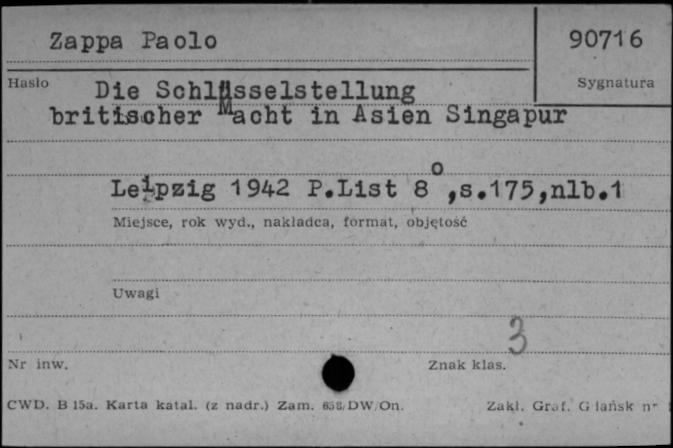 Zappa Paolo
90716
Hasło
Sygnatura
Die Schlüsselstellung
britischer Macht in Asien Singapur
Leipzig 1942 P.List 8°,s.175,nlb.1
Miejsce, rok wyd., nakładca, format, objętość
Uwagi
3
Nr inw.
Znak klas.
CWD. B 15a. Karta katal. (z nadr.) Zam. 658/DW/On.
Zakł. Graf. Gdańsk nr